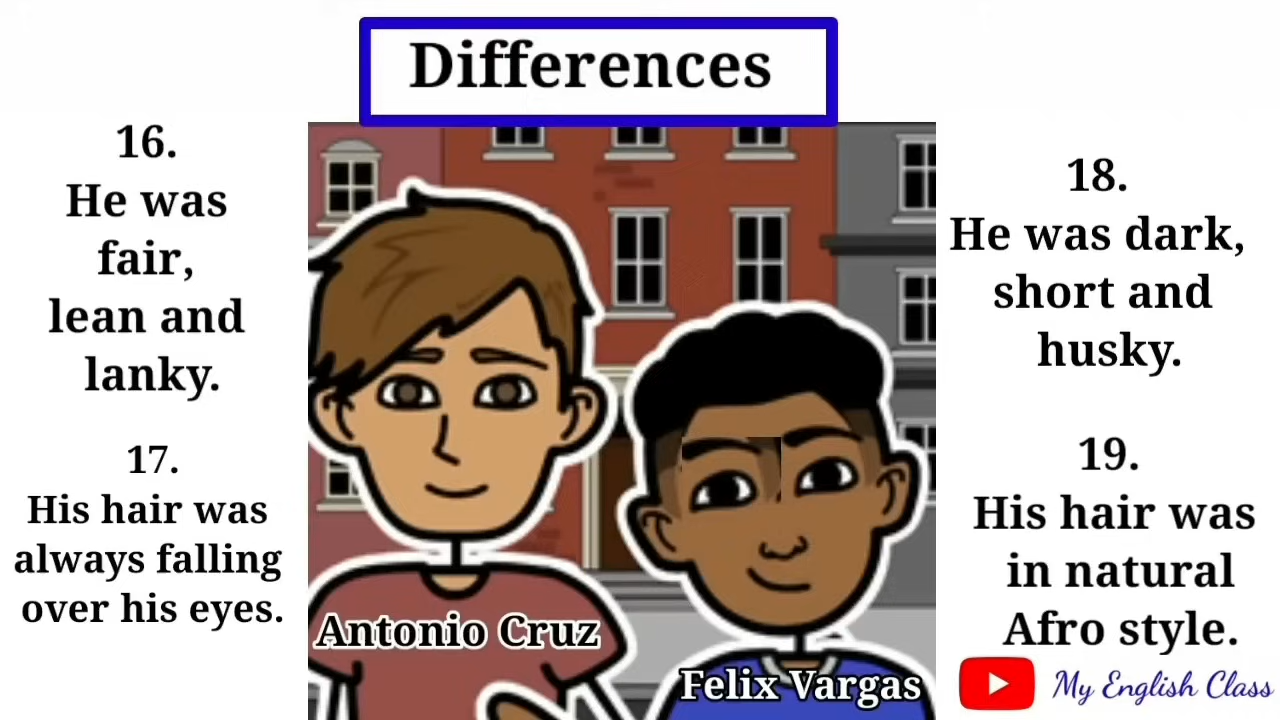 Differences
16.
He was
fair,
lean and
lanky.
17.
His hair was
always falling
over his eyes.
Antonio Cruz
Felix Vargas
18.
He was dark,
short and
husky.
19.
His hair was
in natural
Afro style.
My English Class